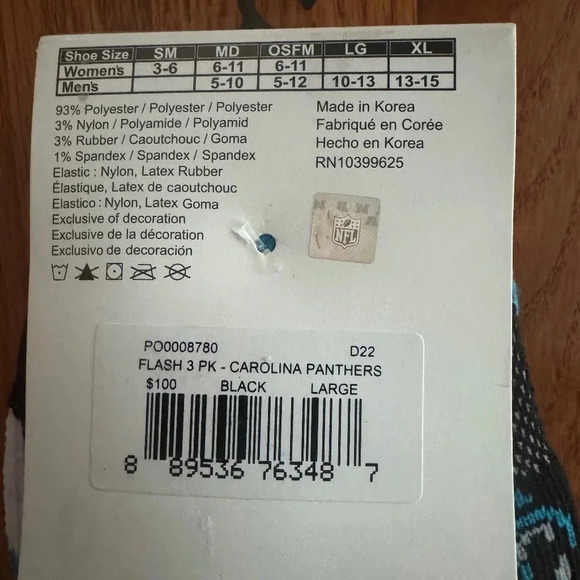 Shoe Size SM MD OSFM LG XL
Women's 3-6 6-11 6-11
Men's 5-10 5-12 10-13 13-15
93% Polyester / Polyester / Polyester
3% Nylon / Polyamide / Polyamid
3% Rubber / Caoutchouc / Goma
1% Spandex / Spandex / Spandex
Elastic : Nylon, Latex Rubber
Élastique, Latex de caoutchouc
Elastico : Nylon, Latex Goma
Exclusive of decoration
Exclusive de la décoration
Exclusivo de decoración
Made in Korea
Fabriqué en Corée
Hecho en Korea
RN10399625
NFL
PO0008780 D22
FLASH 3 PK - CAROLINA PANTHERS
$100 BLACK LARGE
8 89536 76348 7